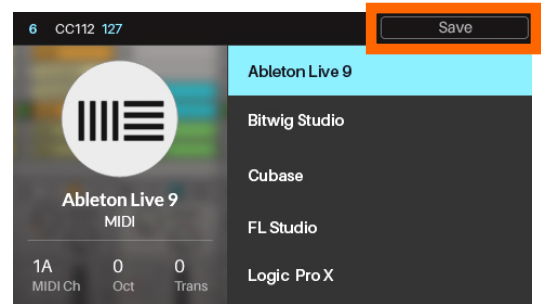 6 CC112 127 Save
Ableton Live 9
Bitwig Studio
Cubase
FL Studio
Logic Pro X
Ableton Live 9
MIDI
1A 0 0
MIDI Ch Oct Trans